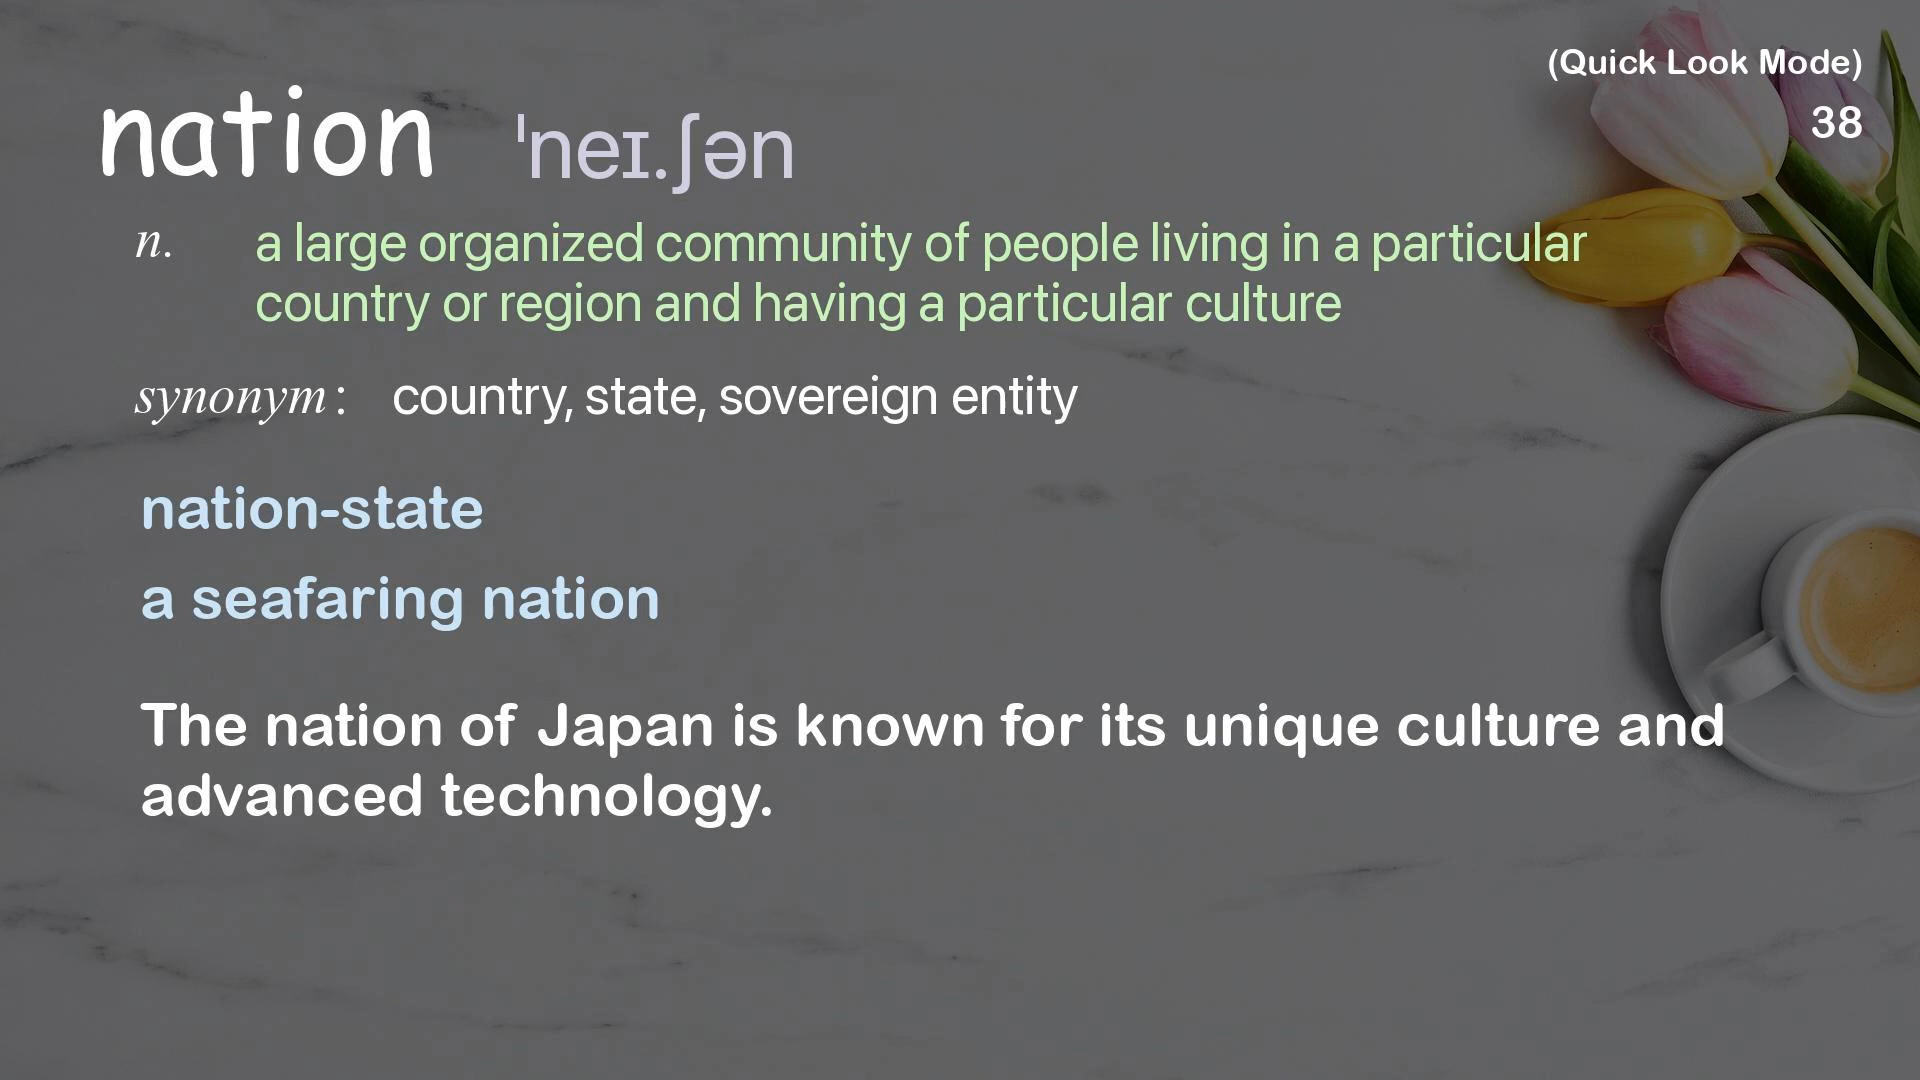 (Quick Look Mode)
38
nation ˈneɪ.ʃən
n. a large organized community of people living in a particular
country or region and having a particular culture
synonym: country, state, sovereign entity
nation-state
a seafaring nation
The nation of Japan is known for its unique culture and
advanced technology.